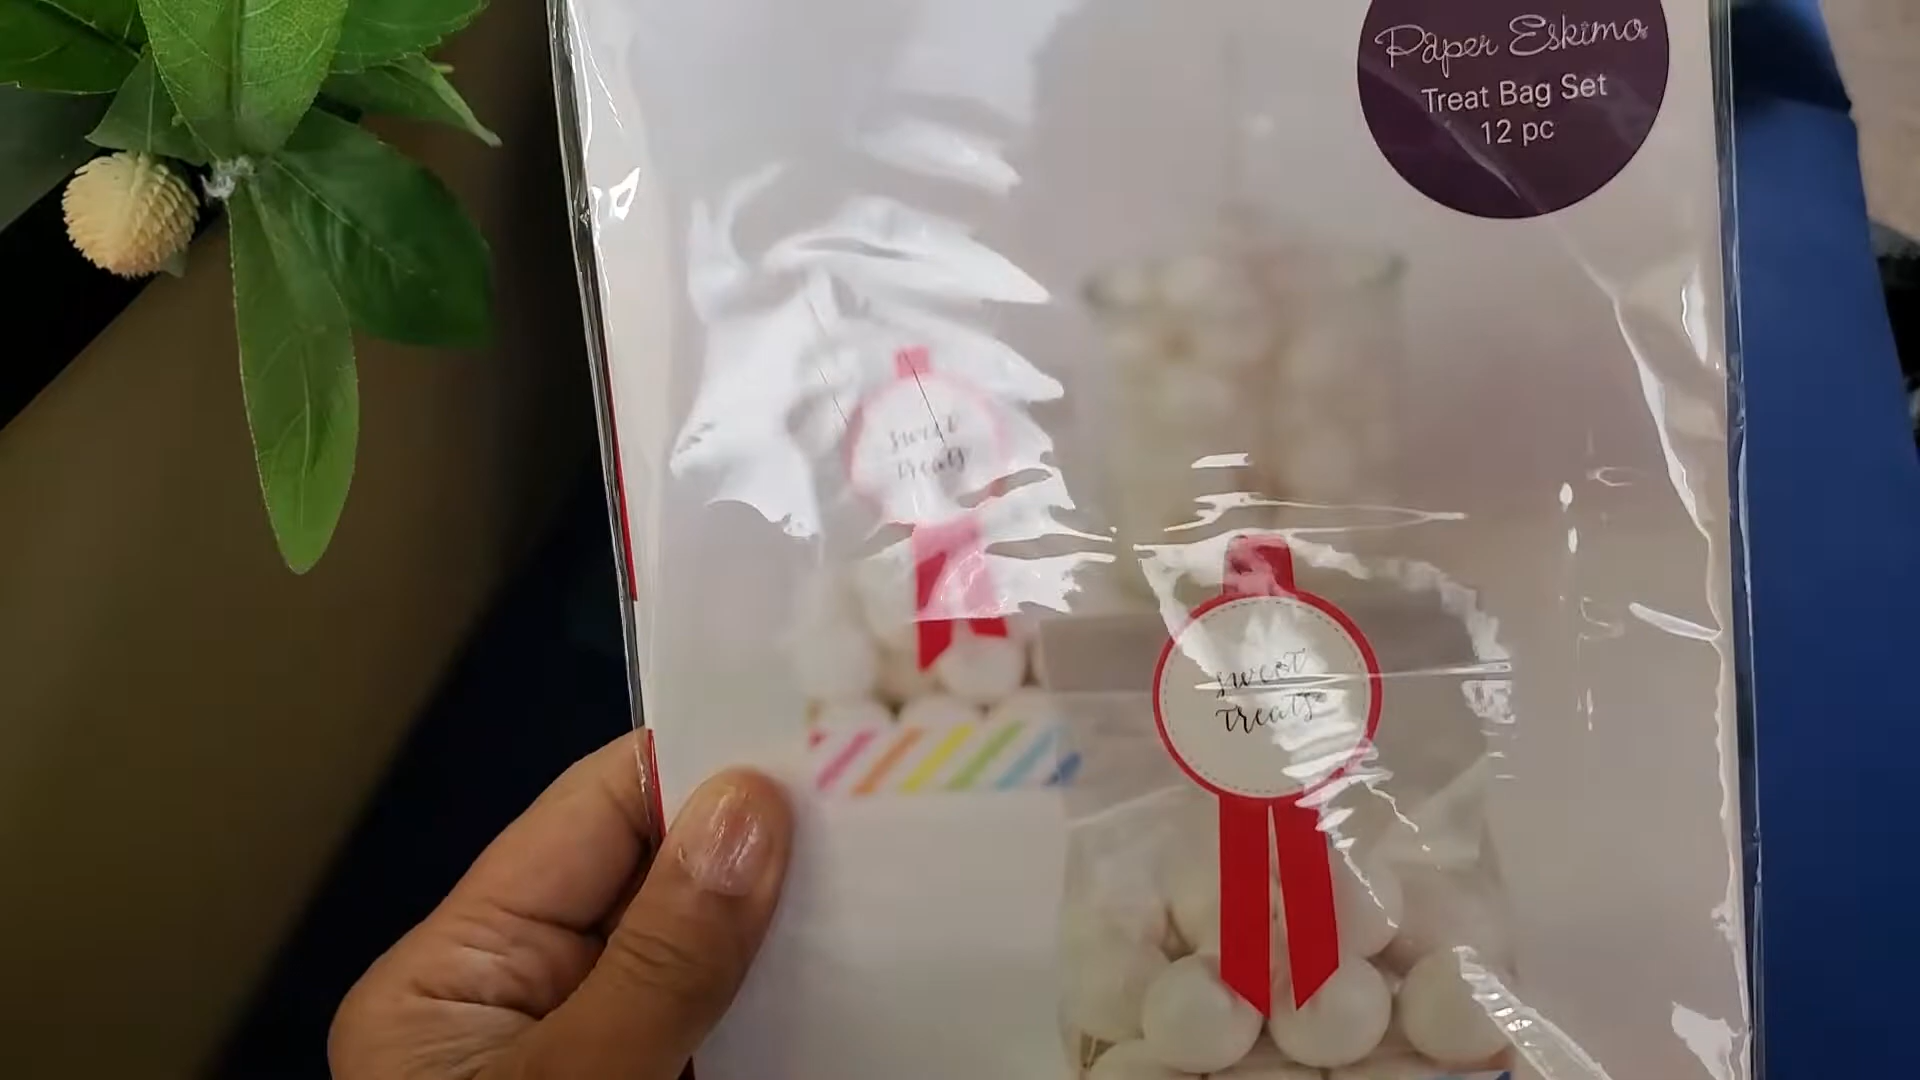 Paper Eskimo
Treat Bag Set
12 pc
sweet
treats
sweet
treats